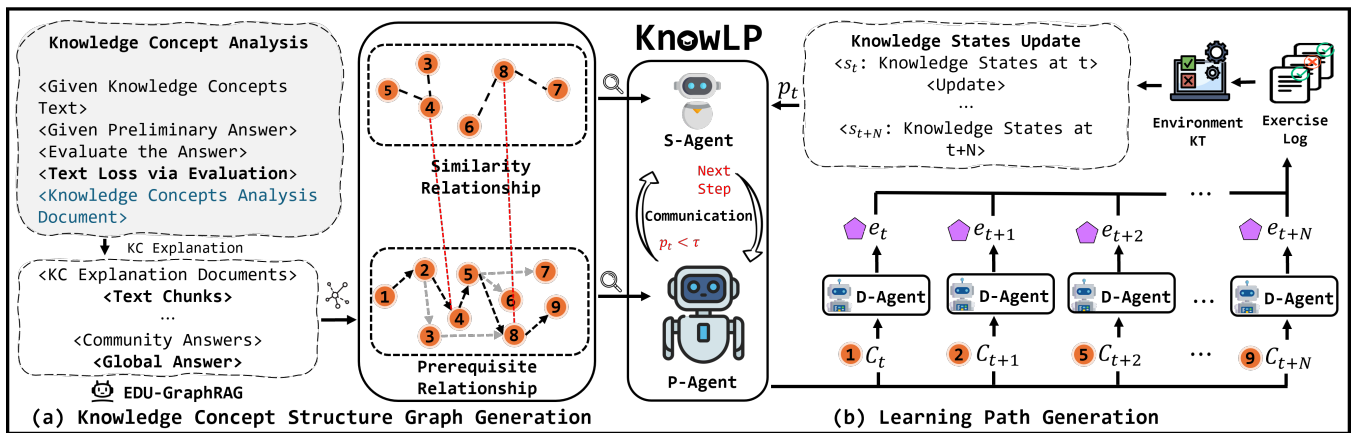 Knowledge Concept Analysis
<Given Knowledge Concepts
Text>
<Given Preliminary Answer>
<Evaluate the Answer>
<Text Loss via Evaluation>
<Knowledge Concepts Analysis
Document>
KC Explanation
<KC Explanation Documents>
<Text Chunks>
...
<Community Answers>
<Global Answer>
EDU-GraphRAG
(a) Knowledge Concept Structure Graph Generation
3
5
4
8
7
6
Similarity
Relationship
1
2
5
7
4
6
9
3
8
Prerequisite
Relationship
KnowLP
S-Agent
Next
Step
Communication
p_t < τ
P-Agent
p_t
Knowledge States Update
<s_t: Knowledge States at t>
<Update>
...
<s_{t+N}: Knowledge States at
t+N>
Environment
KT
Exercise
Log
...
e_t
e_{t+1}
e_{t+2}
e_{t+N}
D-Agent
D-Agent
D-Agent
...
D-Agent
1 C_t
2 C_{t+1}
5 C_{t+2}
...
9 C_{t+N}
(b) Learning Path Generation